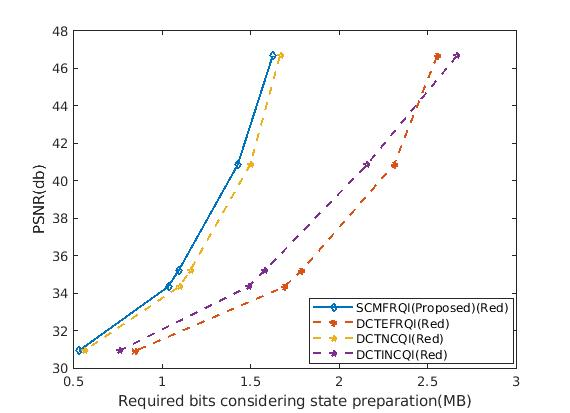 48
46
44
42
40
38
36
34
32
30
PSNR(db)
0.5 1 1.5 2 2.5 3
Required bits considering state preparation(MB)
SCMFRQI(Proposed)(Red)
DCTEFRQI(Red)
DCTNCQI(Red)
DCTINCQI(Red)